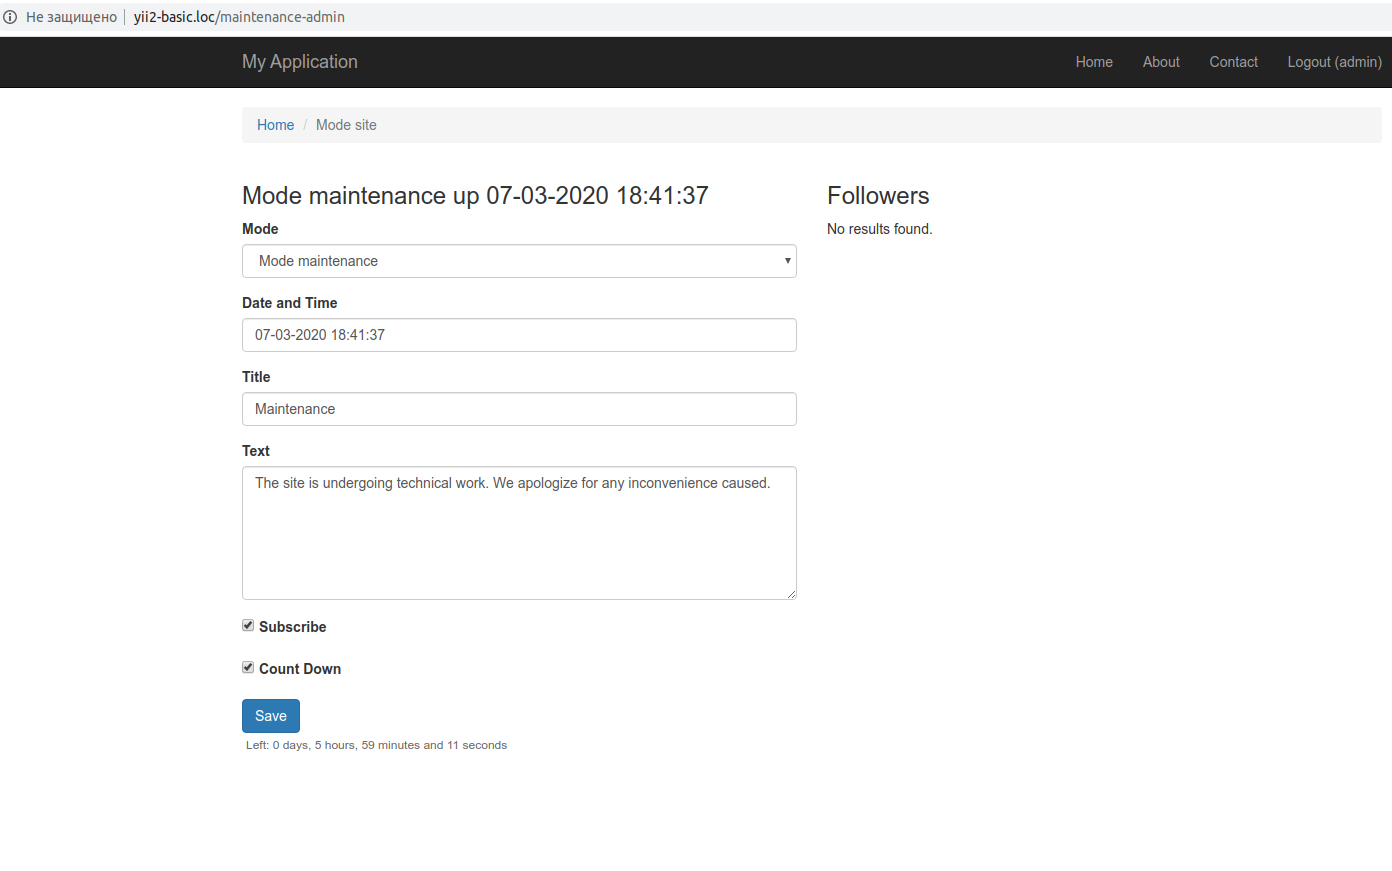 Не защищено yii2-basic.loc/maintenance-admin
My Application Home About Contact Logout (admin)
Home / Mode site
Mode maintenance up 07-03-2020 18:41:37
Mode
Mode maintenance
Date and Time
07-03-2020 18:41:37
Title
Maintenance
Text
The site is undergoing technical work. We apologize for any inconvenience caused.
Subscribe
Count Down
Save
Left: 0 days, 5 hours, 59 minutes and 11 seconds
Followers
No results found.